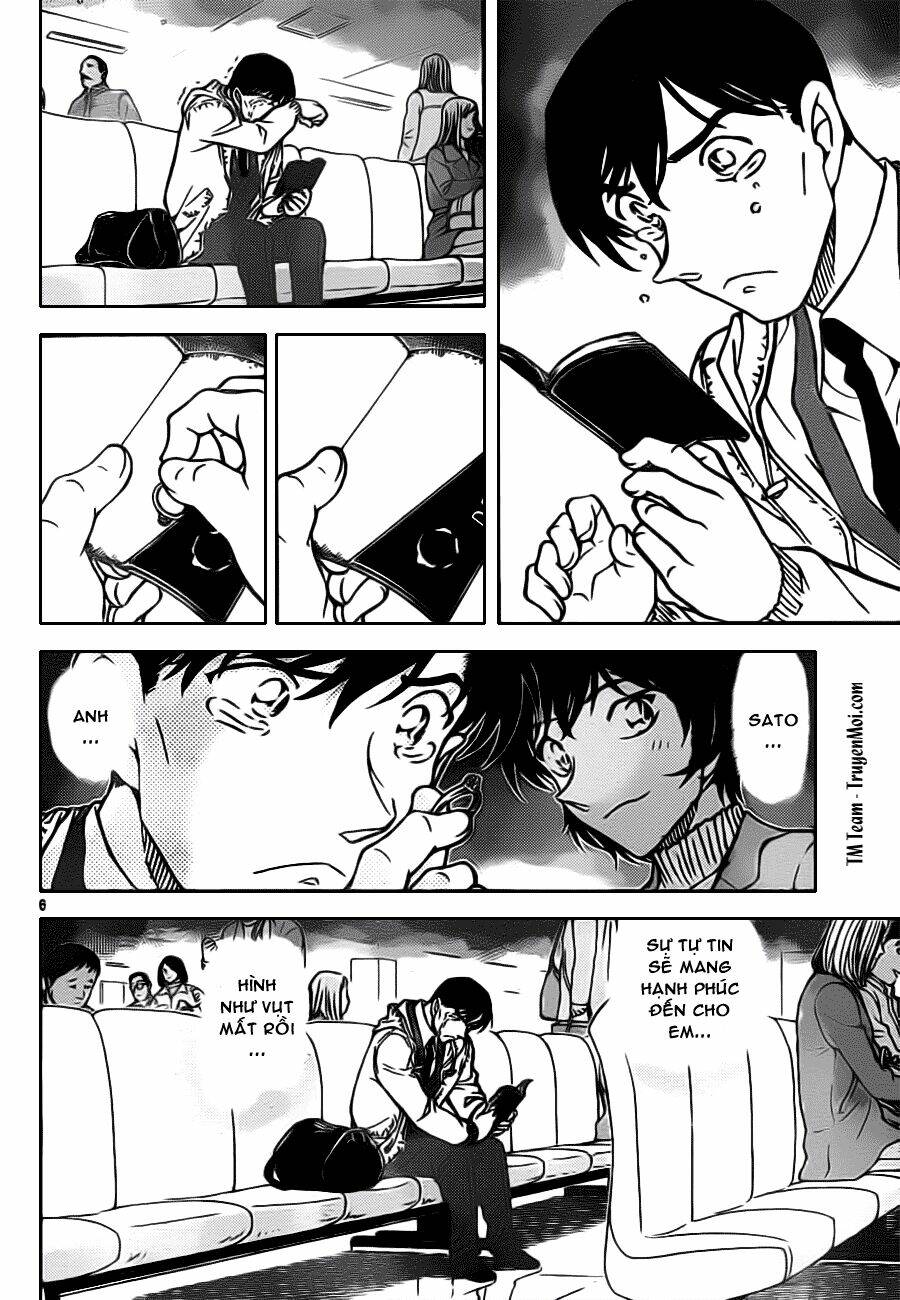 SATO
...
ANH
...
SỰ TỰ TIN
SẼ MANG
HẠNH PHÚC
ĐẾN CHO
EM...
HÌNH
NHƯ VỤT
MẤT RỒI
...
TM Team - TruyenMoi.com
6